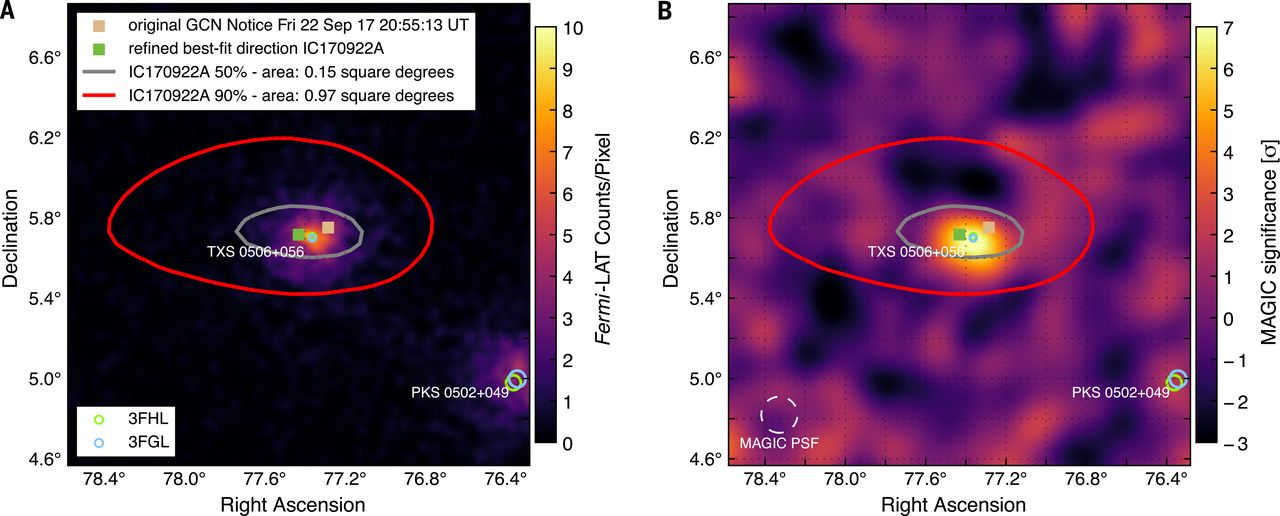 A
original GCN Notice Fri 22 Sep 17 20:55:13 UT
refined best-fit direction IC170922A
IC170922A 50% - area: 0.15 square degrees
IC170922A 90% - area: 0.97 square degrees
6.6°
6.2°
5.8°
5.4°
5.0°
4.6°
Declination
TXS 0506+056
PKS 0502+049
3FHL
3FGL
78.4°
78.0°
77.6°
77.2°
76.8°
76.4°
Right Ascension
10
9
8
7
6
5
4
3
2
1
0
Fermi-LAT Counts/Pixel
B
6.6°
6.2°
5.8°
5.4°
5.0°
4.6°
Declination
TXS 0506+056
PKS 0502+049
MAGIC PSF
78.4°
78.0°
77.6°
77.2°
76.8°
76.4°
Right Ascension
7
6
5
4
3
2
1
0
−1
−2
−3
MAGIC significance [σ]